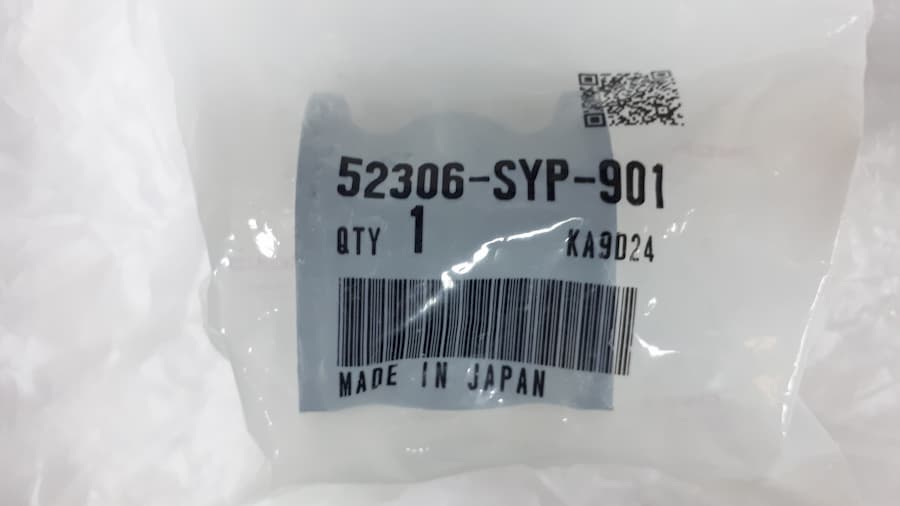 52306-SYP-901
QTY 1 KA9D24
MADE IN JAPAN